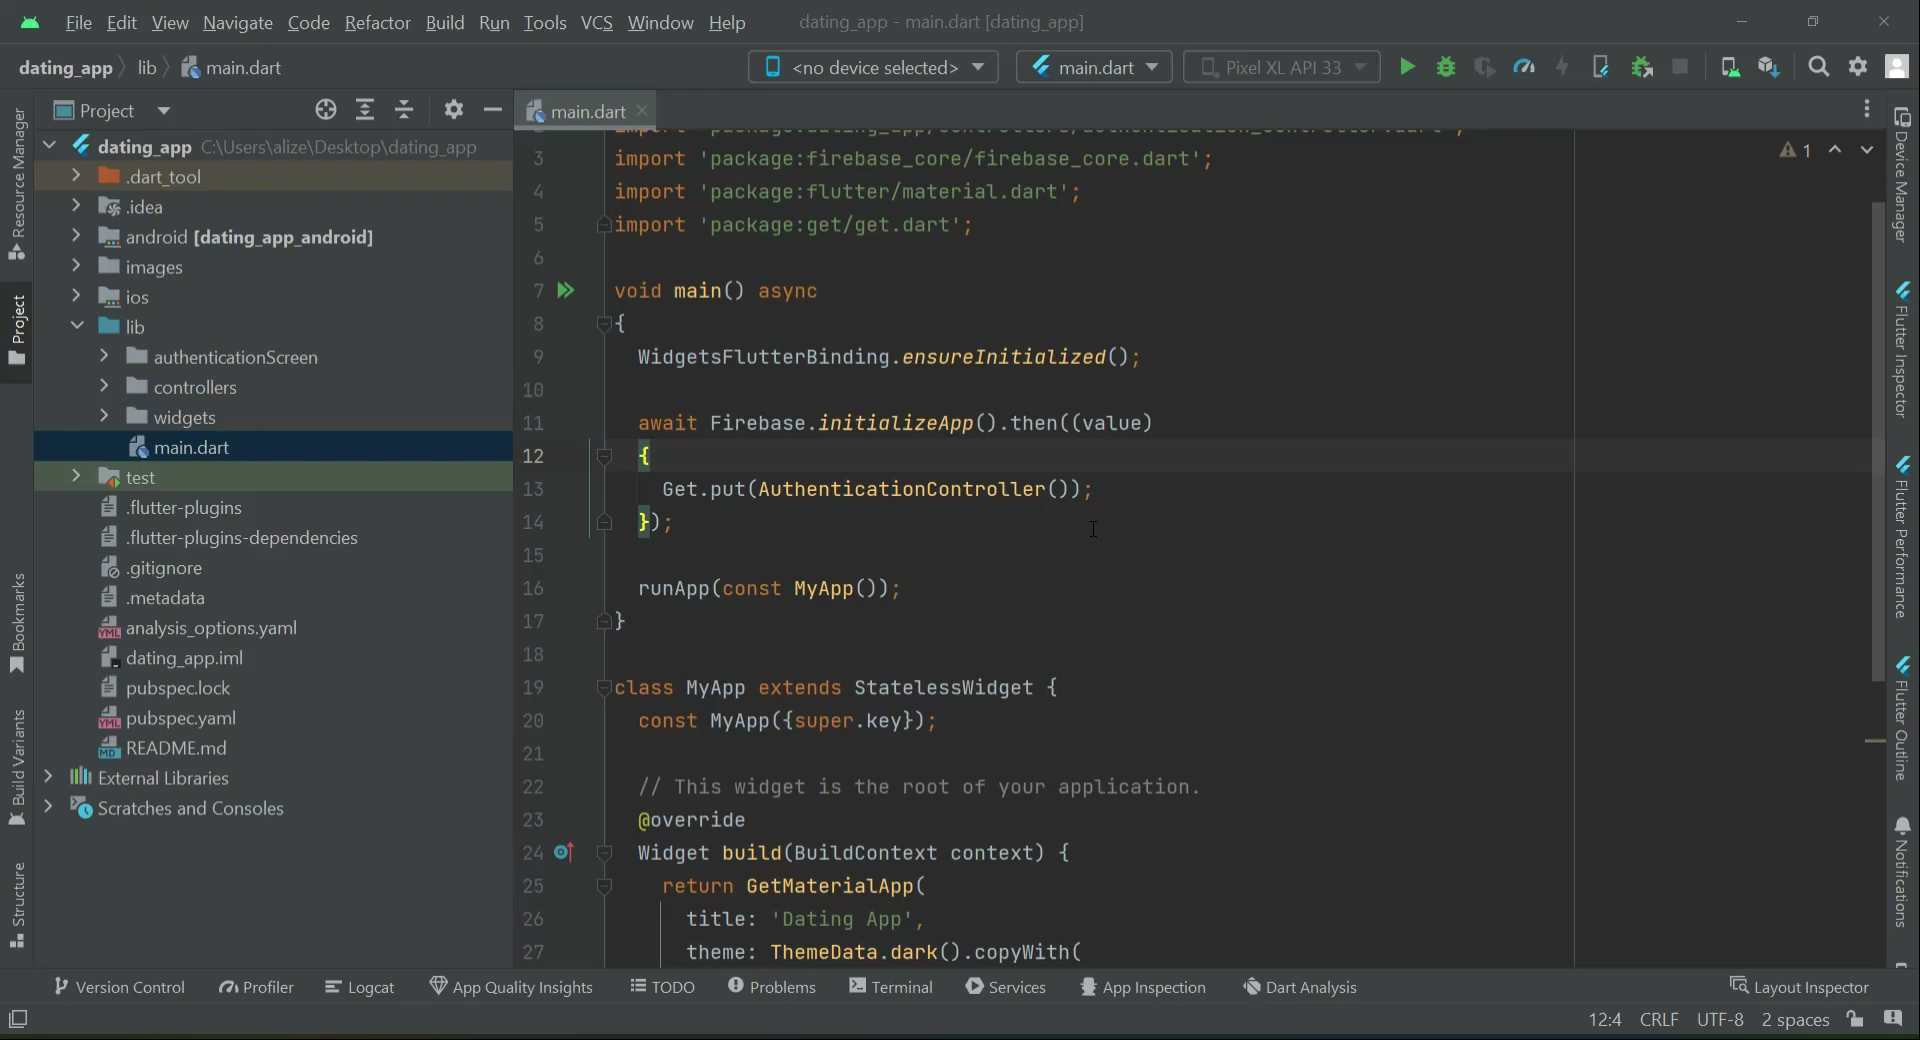 File Edit View Navigate Code Refactor Build Run Tools VCS Window Help dating_app - main.dart [dating_app]
dating_app lib main.dart <no device selected> main.dart Pixel XL API 33
Project main.dart
Resource Manager
Project
Bookmarks
Build Variants
Structure
dating_app C:\Users\alize\Desktop\dating_app
.dart_tool
.idea
android [dating_app_android]
images
ios
lib
authenticationScreen
controllers
widgets
main.dart
test
.flutter-plugins
.flutter-plugins-dependencies
.gitignore
.metadata
analysis_options.yaml
dating_app.iml
pubspec.lock
pubspec.yaml
README.md
External Libraries
Scratches and Consoles
3 import 'package:firebase_core/firebase_core.dart';
4 import 'package:flutter/material.dart';
5 import 'package:get/get.dart';
6
7 void main() async
8 {
9 WidgetsFlutterBinding.ensureInitialized();
10
11 await Firebase.initializeApp().then((value)
12 {
13 Get.put(AuthenticationController());
14 });
15
16 runApp(const MyApp());
17 }
18
19 class MyApp extends StatelessWidget {
20 const MyApp({super.key});
21
22 // This widget is the root of your application.
23 @override
24 Widget build(BuildContext context) {
25 return GetMaterialApp(
26 title: 'Dating App',
27 theme: ThemeData.dark().copyWith(
1
Device Manager
Flutter Inspector
Flutter Performance
Flutter Outline
Notifications
Version Control Profiler Logcat App Quality Insights TODO Problems Terminal Services App Inspection Dart Analysis Layout Inspector
12:4 CRLF UTF-8 2 spaces